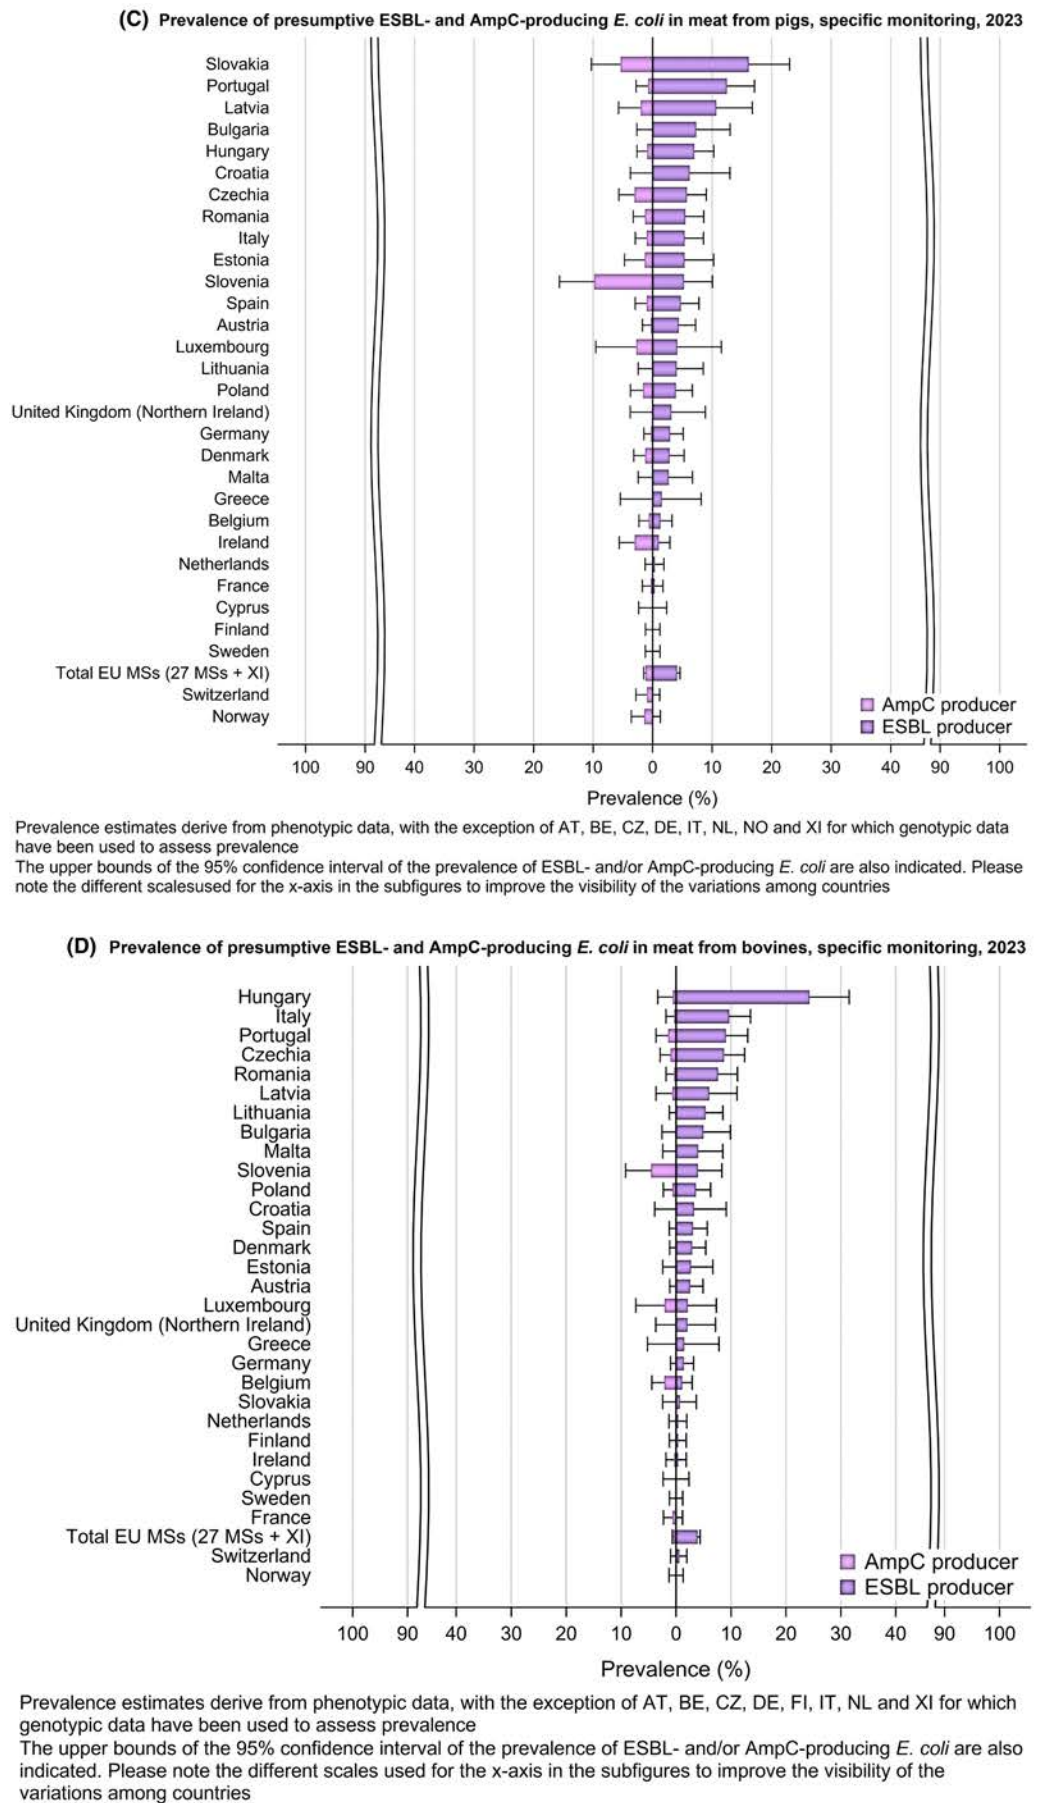 (C) Prevalence of presumptive ESBL- and AmpC-producing E. coli in meat from pigs, specific monitoring, 2023
Slovakia
Portugal
Latvia
Bulgaria
Hungary
Croatia
Czechia
Romania
Italy
Estonia
Slovenia
Spain
Austria
Luxembourg
Lithuania
Poland
United Kingdom (Northern Ireland)
Germany
Denmark
Malta
Greece
Belgium
Ireland
Netherlands
France
Cyprus
Finland
Sweden
Total EU MSs (27 MSs + XI)
Switzerland
Norway
AmpC producer
ESBL producer
100 90 40 30 20 10 0 10 20 30 40 90 100
Prevalence (%)
Prevalence estimates derive from phenotypic data, with the exception of AT, BE, CZ, DE, IT, NL, NO and XI for which genotypic data
have been used to assess prevalence
The upper bounds of the 95% confidence interval of the prevalence of ESBL- and/or AmpC-producing E. coli are also indicated. Please
note the different scalesused for the x-axis in the subfigures to improve the visibility of the variations among countries
(D) Prevalence of presumptive ESBL- and AmpC-producing E. coli in meat from bovines, specific monitoring, 2023
Hungary
Italy
Portugal
Czechia
Romania
Latvia
Lithuania
Bulgaria
Malta
Slovenia
Poland
Croatia
Spain
Denmark
Estonia
Austria
Luxembourg
United Kingdom (Northern Ireland)
Greece
Germany
Belgium
Slovakia
Netherlands
Finland
Ireland
Cyprus
Sweden
France
Total EU MSs (27 MSs + XI)
Switzerland
Norway
AmpC producer
ESBL producer
100 90 40 30 20 10 0 10 20 30 40 90 100
Prevalence (%)
Prevalence estimates derive from phenotypic data, with the exception of AT, BE, CZ, DE, FI, IT, NL and XI for which
genotypic data have been used to assess prevalence
The upper bounds of the 95% confidence interval of the prevalence of ESBL- and/or AmpC-producing E. coli are also
indicated. Please note the different scales used for the x-axis in the subfigures to improve the visibility of the
variations among countries